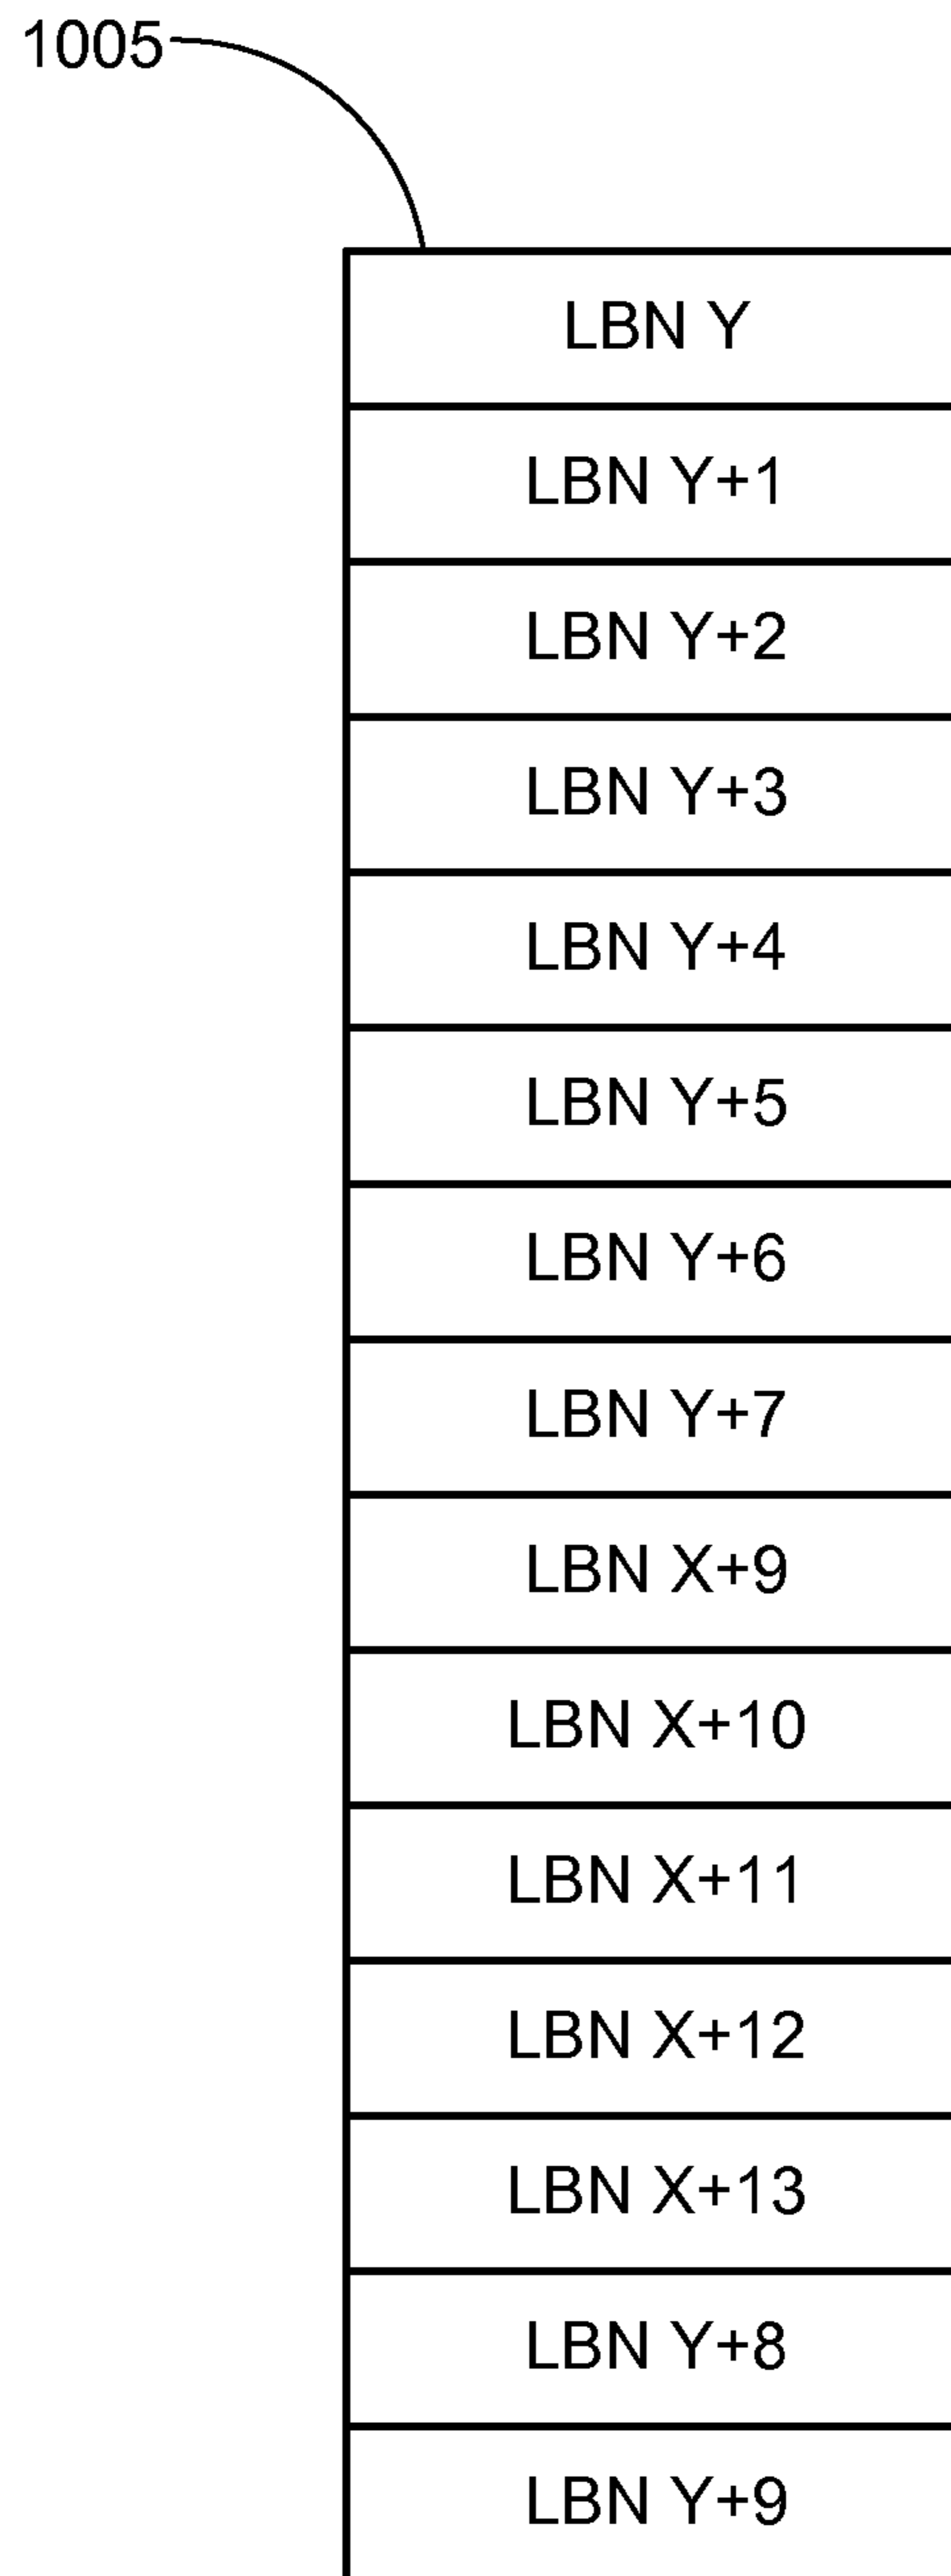 1005
LBN Y
LBN Y+1
LBN Y+2
LBN Y+3
LBN Y+4
LBN Y+5
LBN Y+6
LBN Y+7
LBN X+9
LBN X+10
LBN X+11
LBN X+12
LBN X+13
LBN Y+8
LBN Y+9